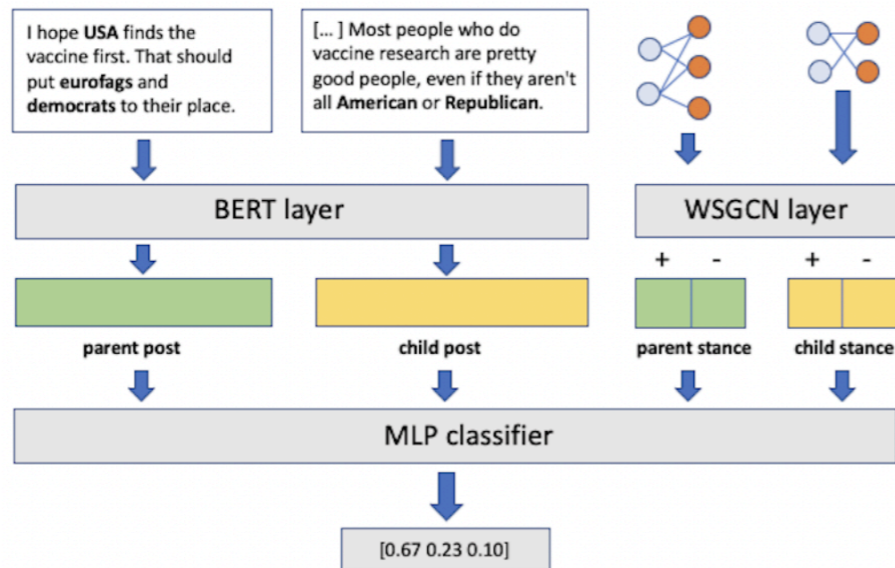 I hope USA finds the
vaccine first. That should
put eurofags and
democrats to their place.
[... ] Most people who do
vaccine research are pretty
good people, even if they aren't
all American or Republican.
BERT layer
WSGCN layer
+ - + -
parent post
child post
parent stance
child stance
MLP classifier
[0.67 0.23 0.10]